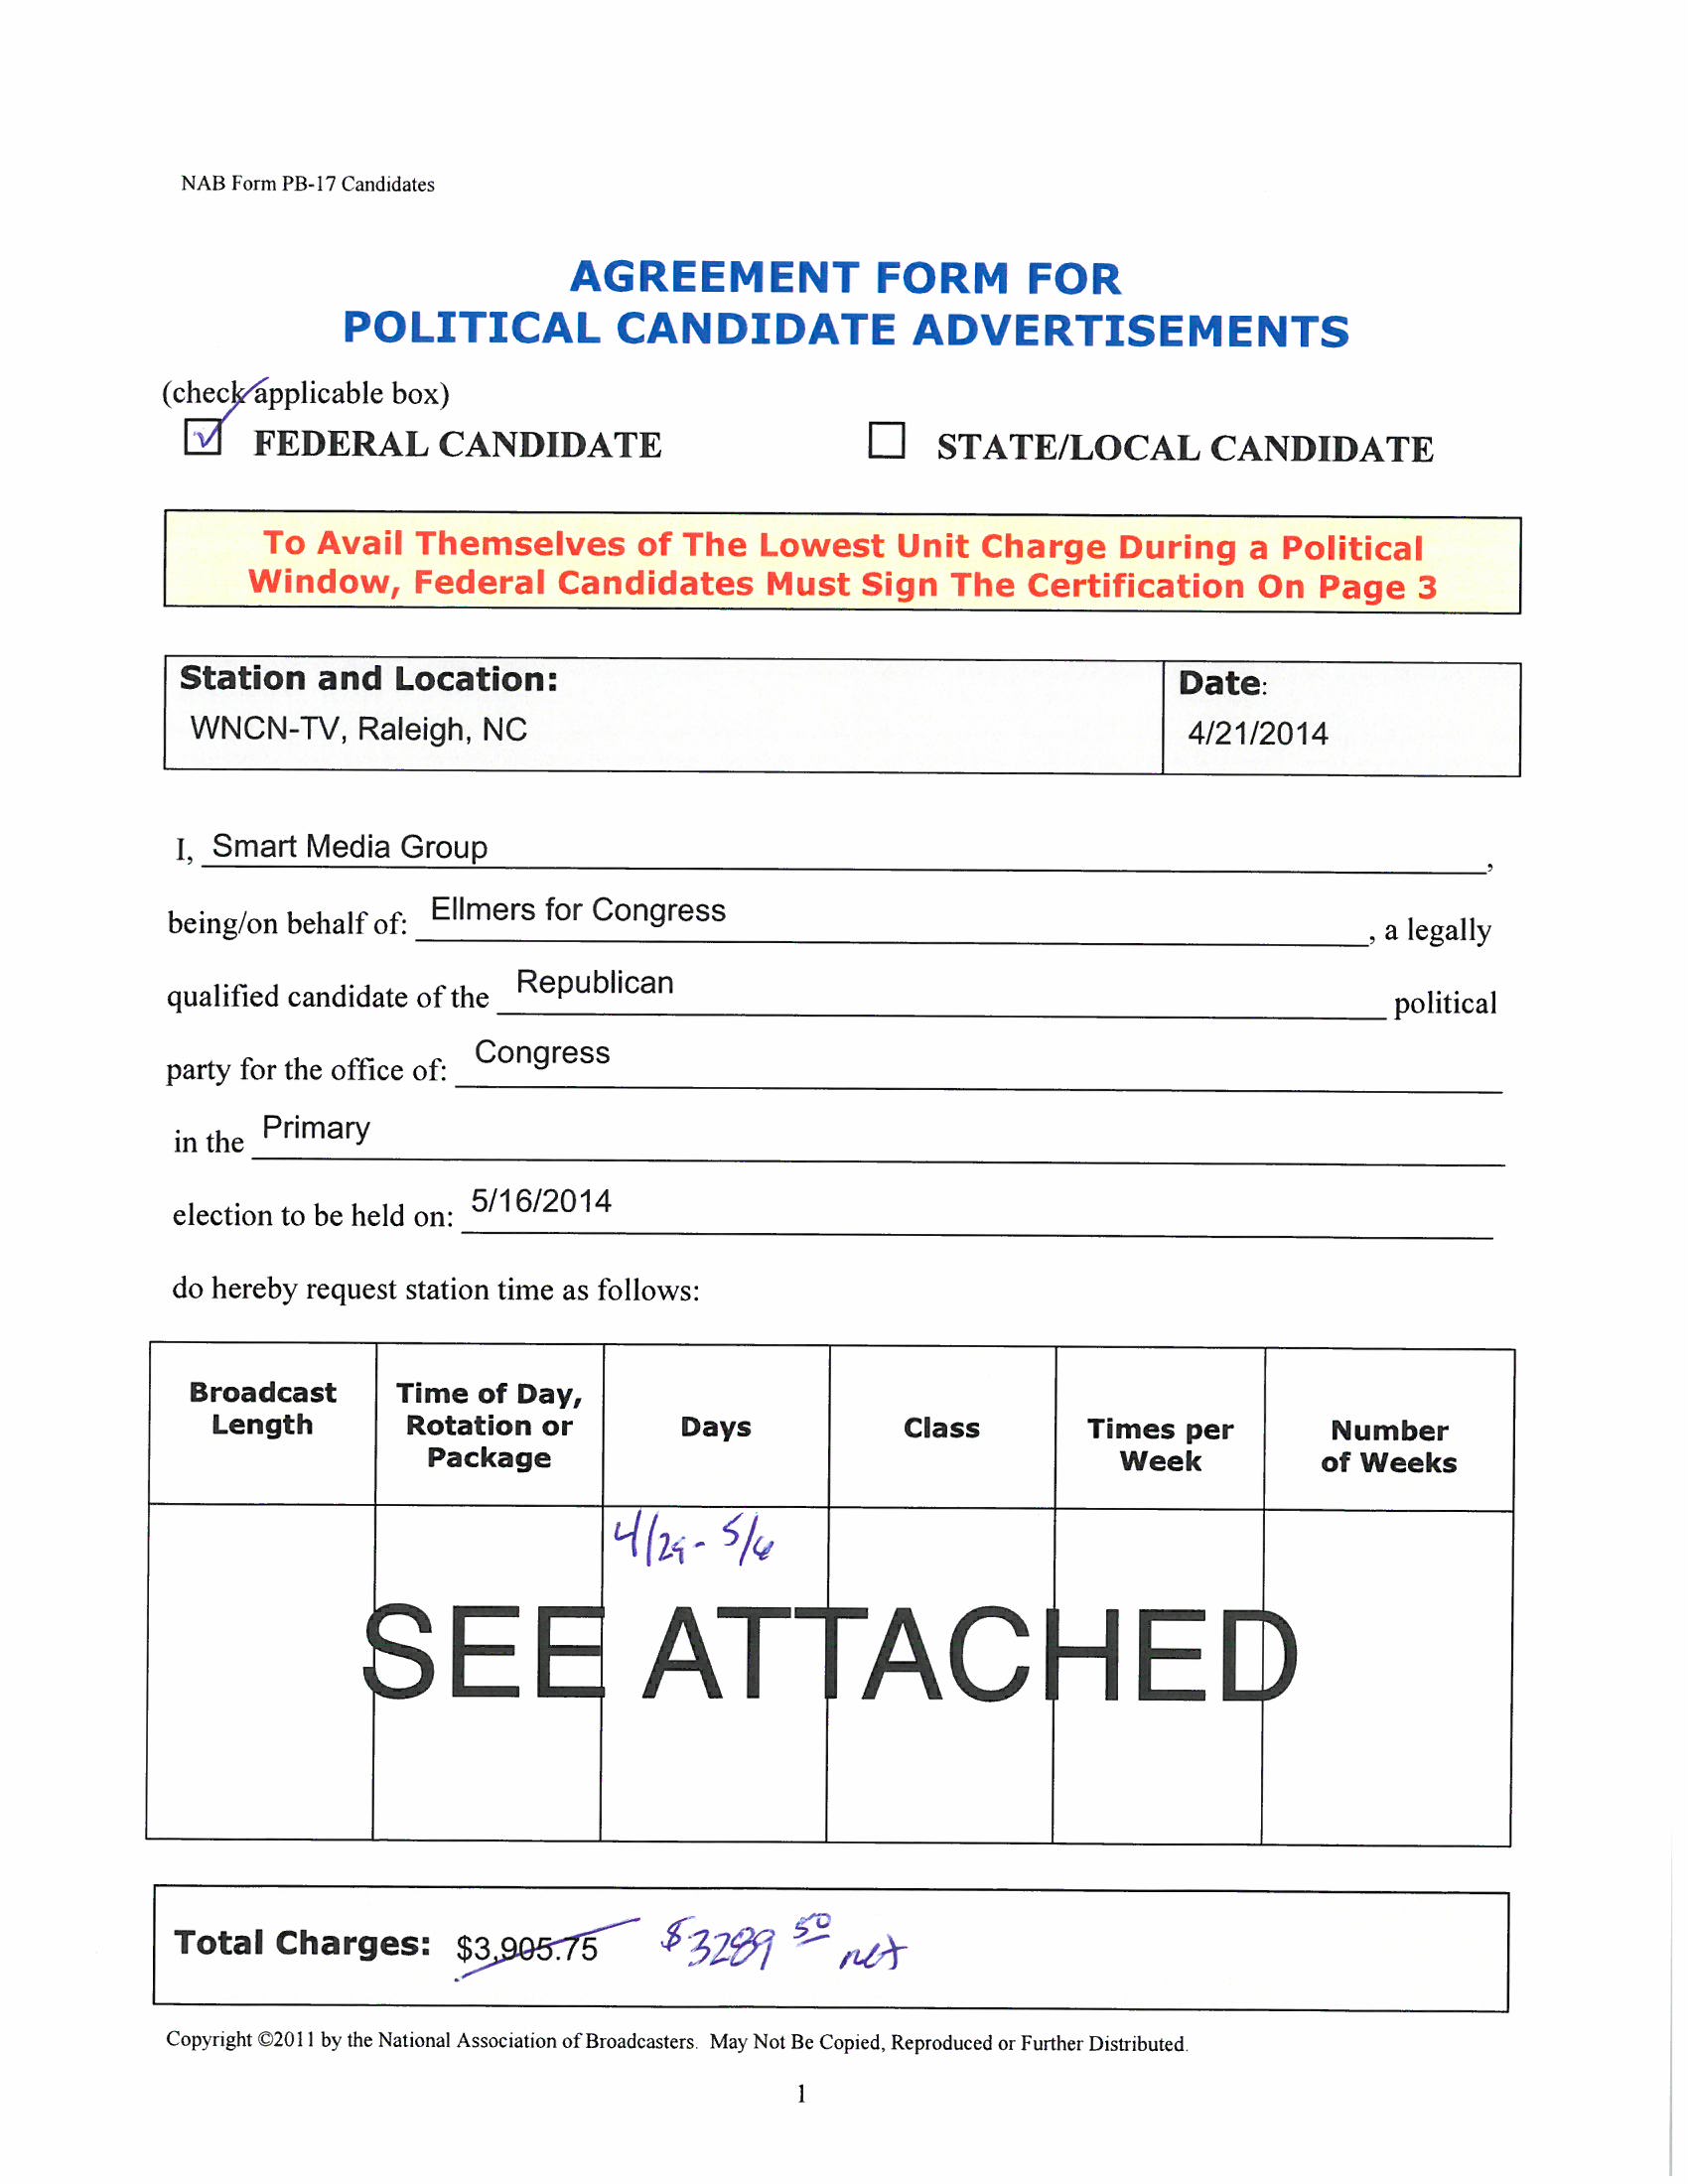 NAB Form PB-17 Candidates
AGREEMENT FORM FOR
POLITICAL CANDIDATE ADVERTISEMENTS
(check applicable box)
FEDERAL CANDIDATE STATE/LOCAL CANDIDATE
To Avail Themselves of The Lowest Unit Charge During a Political
Window, Federal Candidates Must Sign The Certification On Page 3
Station and Location: Date:
WNCN-TV, Raleigh, NC 4/21/2014
I, Smart Media Group,
being/on behalf of: Ellmers for Congress, a legally
qualified candidate of the Republican political
party for the office of: Congress
in the Primary
election to be held on: 5/16/2014
do hereby request station time as follows:
Broadcast Length Time of Day, Rotation or Package Days Class Times per Week Number of Weeks
4/29 - 5/6
SEE ATTACHED
Total Charges: $3,905.75 $3289 50 net
Copyright ©2011 by the National Association of Broadcasters. May Not Be Copied, Reproduced or Further Distributed.
1